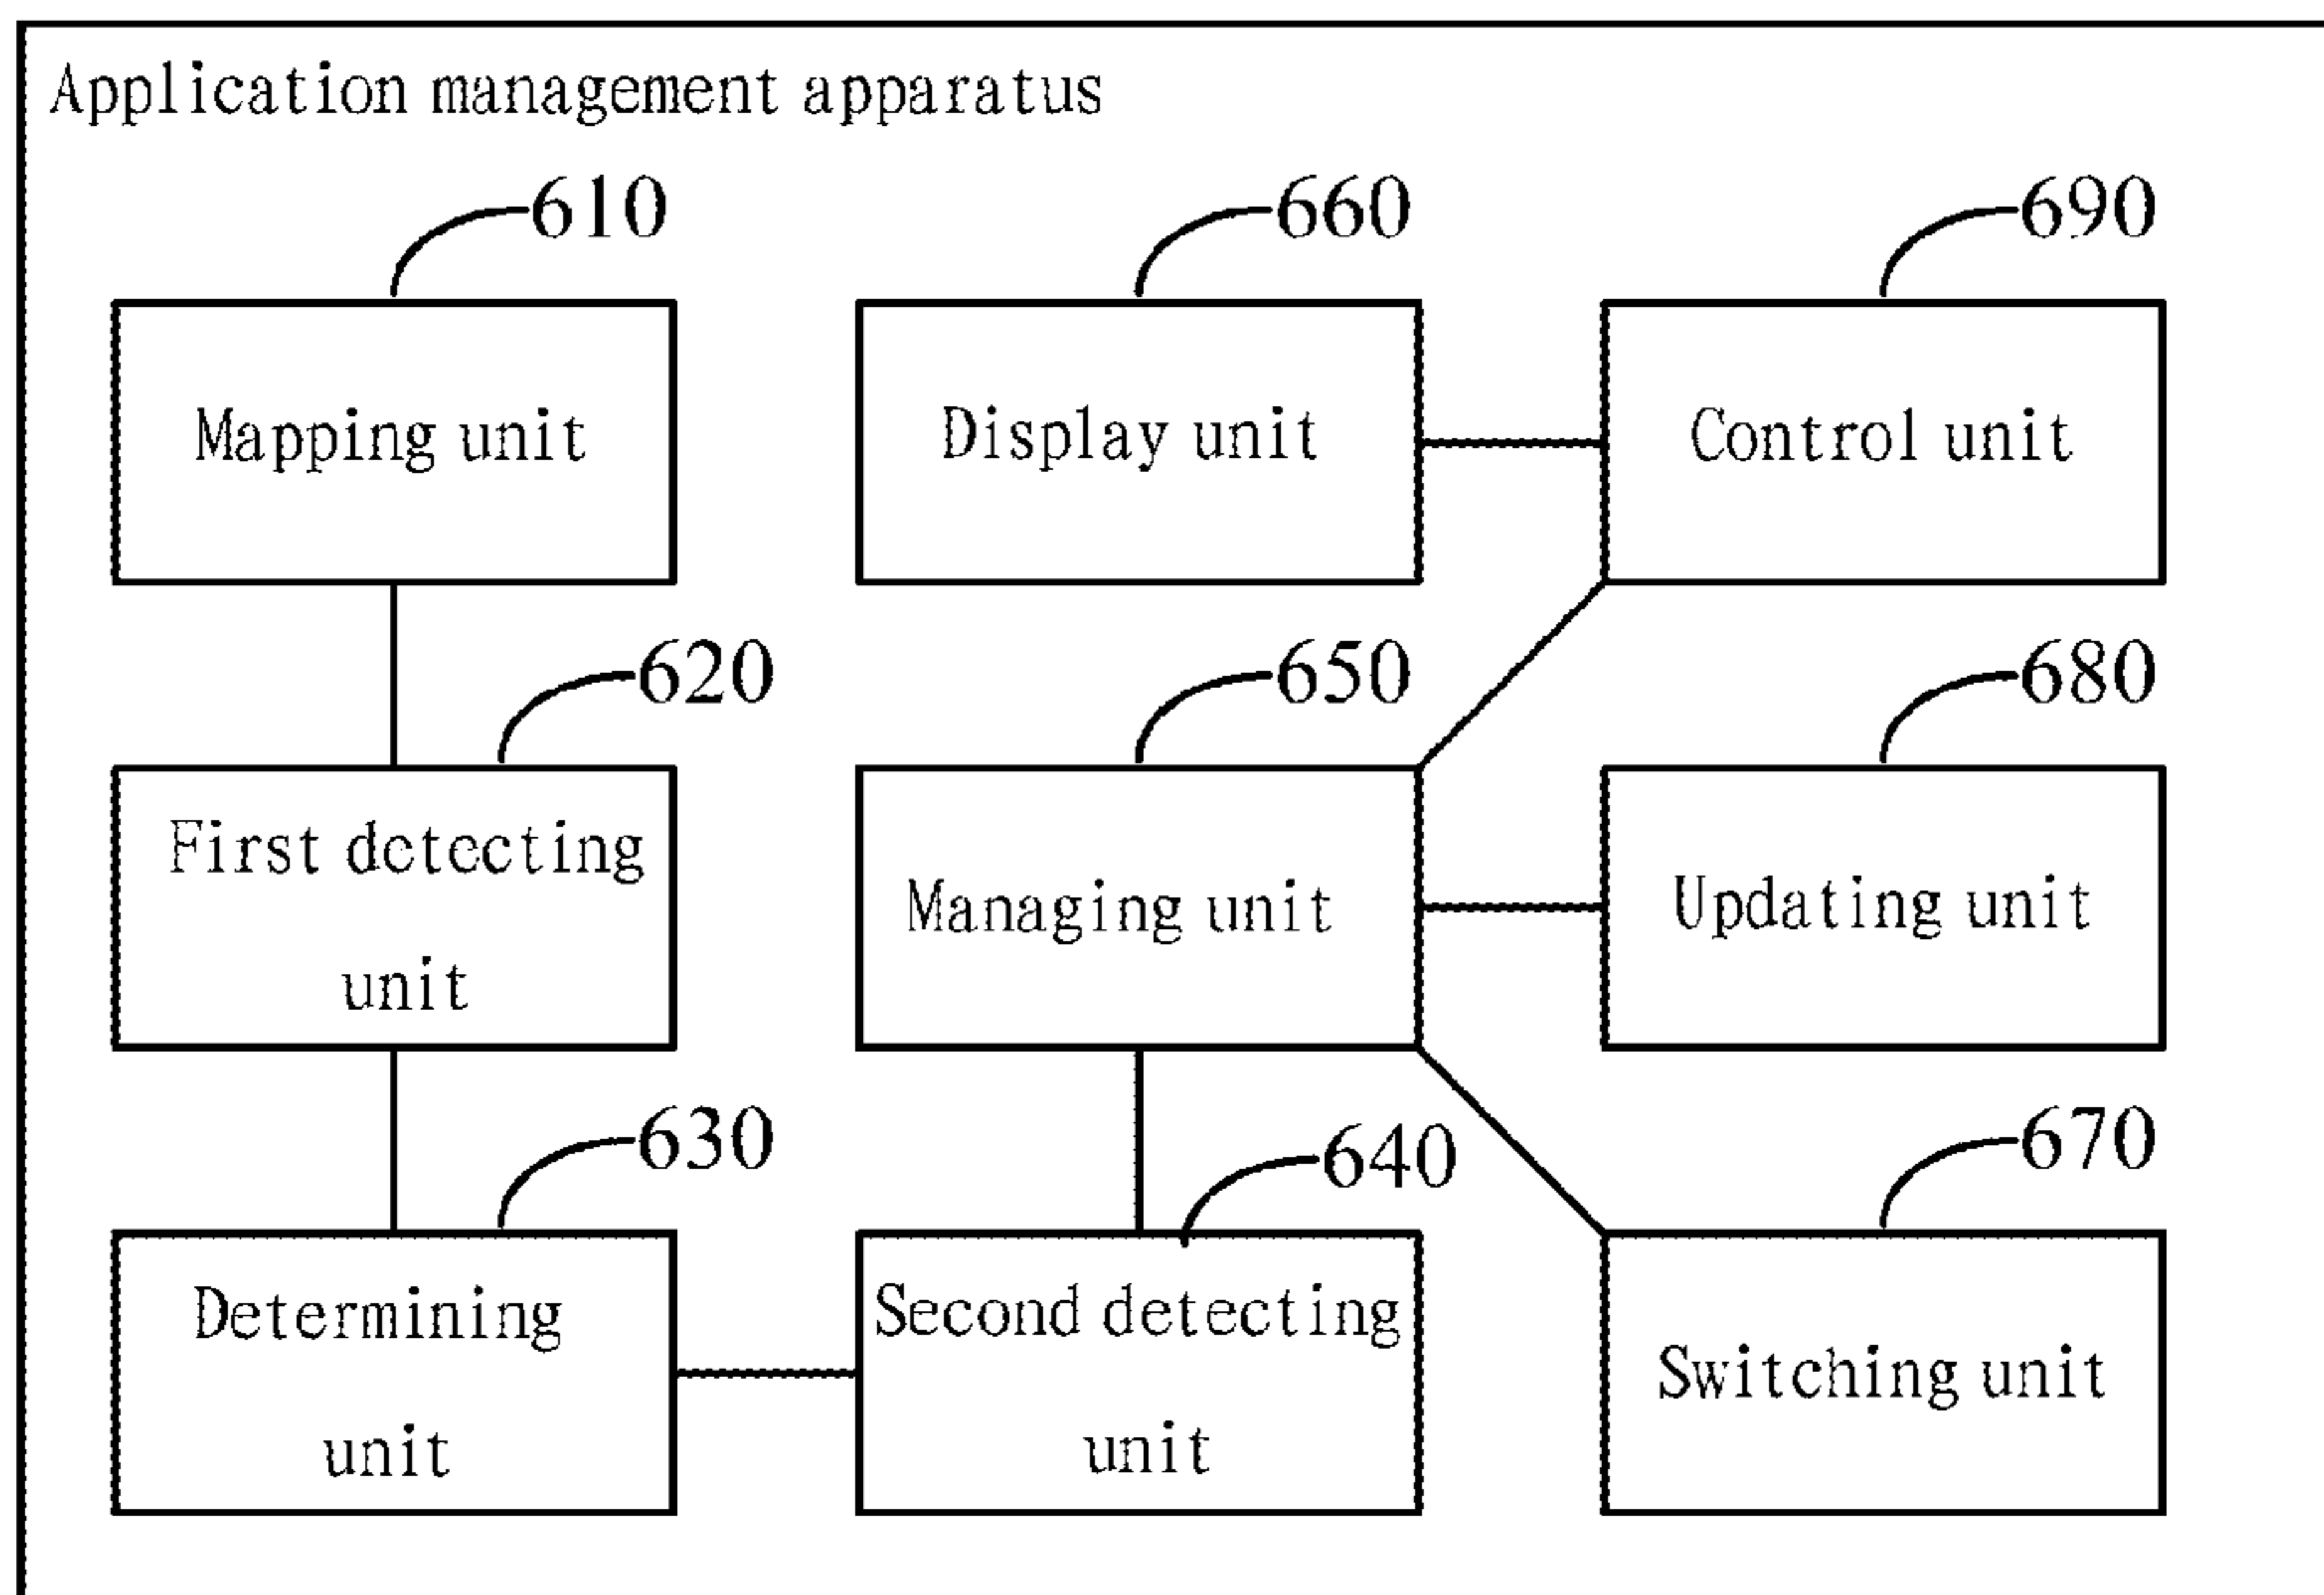 Application management apparatus
610
660
690
Mapping unit
Display unit
Control unit
620
650
680
First detecting
unit
Managing unit
Updating unit
630
640
670
Determining
unit
Second detecting
unit
Switching unit